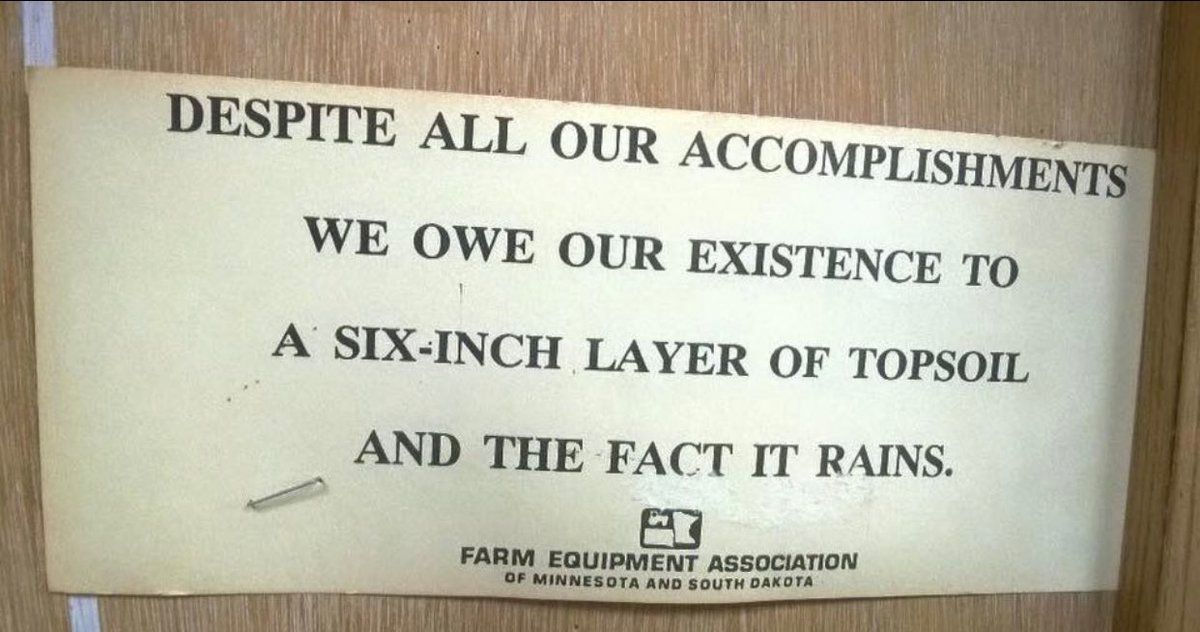 DESPITE ALL OUR ACCOMPLISHMENTS
WE OWE OUR EXISTENCE TO
A SIX-INCH LAYER OF TOPSOIL
AND THE FACT IT RAINS.
FARM EQUIPMENT ASSOCIATION
OF MINNESOTA AND SOUTH DAKOTA